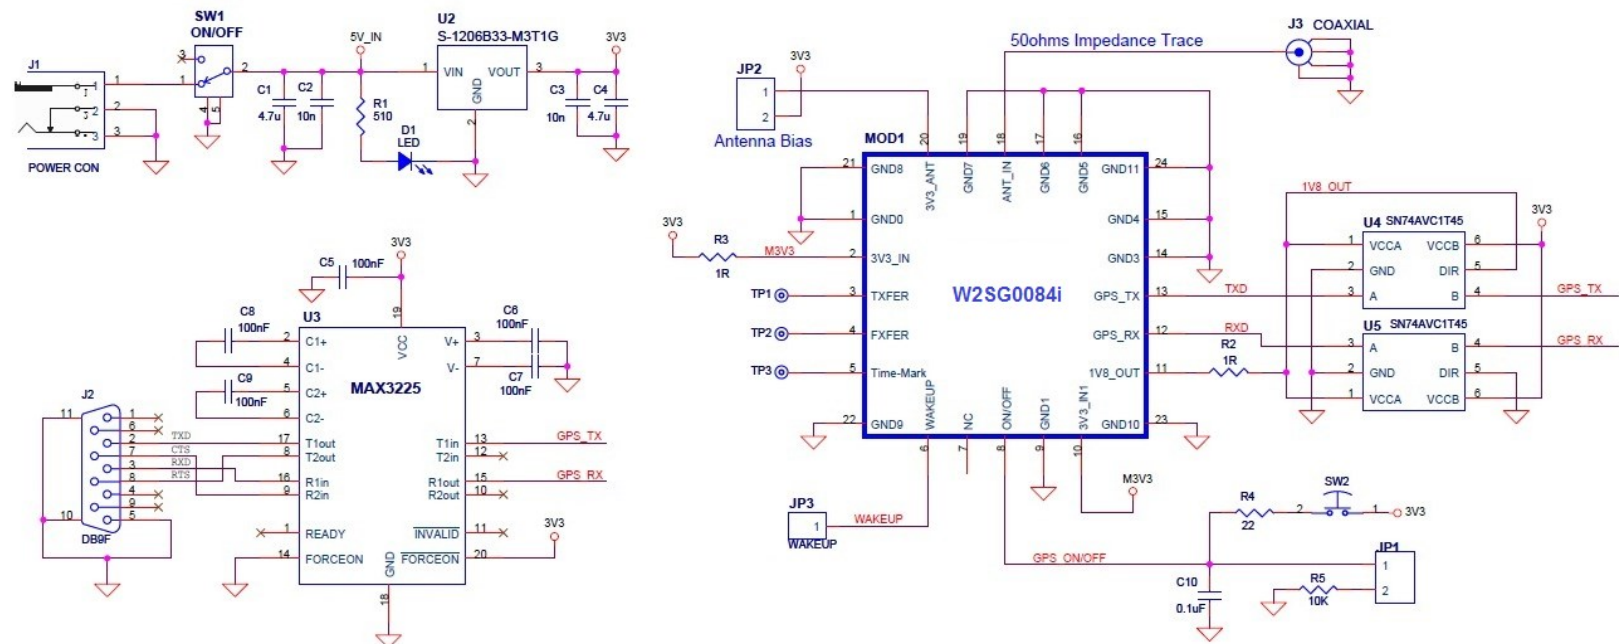 SW1
ON/OFF
U2
S-1206B33-M3T1G
5V_IN
3V3
J1
3
1
2
1
2
3
1
2
3
4
5
C1
4.7u
C2
10n
R1
510
D1
LED
1
VIN
VOUT
3
GND
2
C3
10n
C4
4.7u
POWER CON
J3
COAXIAL
50ohms Impedance Trace
JP2
3V3
1
2
Antenna Bias
MOD1
20
19
18
17
16
3V3_ANT
GND7
ANT_IN
GND6
GND5
21
GND8
GND11
24
1
GND0
GND4
15
3V3
R3
1R
M3V3
2
3V3_IN
GND3
14
TP1
3
TXFER
W2SG0084i
GPS_TX
13
TXD
TP2
4
FXFER
GPS_RX
12
RXD
TP3
5
Time-Mark
1V8_OUT
11
R2
1R
22
GND9
WAKEUP
NC
ON/OFF
GND1
3V3_IN1
GND10
23
6
7
8
9
10
1V8_OUT
U4
SN74AVC1T45
3V3
1
VCCA
VCCB
6
2
GND
DIR
5
3
A
B
4
GPS_TX
U5
SN74AVC1T45
3
A
B
4
GPS_RX
2
GND
DIR
5
1
VCCA
VCCB
6
M3V3
JP3
1
WAKEUP
WAKEUP
R4
22
SW2
2
1
3V3
GPS_ON/OFF
JP1
1
2
C10
0.1uF
R5
10K
3V3
C5
100nF
19
U3
VCC
C8
100nF
2
C1+
V+
3
C6
100nF
4
C1-
V-
7
C7
100nF
C9
100nF
5
C2+
MAX3225
6
C2-
J2
11
1
6
2
7
3
8
4
9
5
10
DB9F
TXD
CTS
RXD
RTS
17
T1out
T1in
13
GPS_TX
8
T2out
T2in
12
16
R1in
R1out
15
GPS_RX
9
R2in
R2out
10
1
READY
INVALID
11
3V3
14
FORCEON
FORCEON
20
GND
18